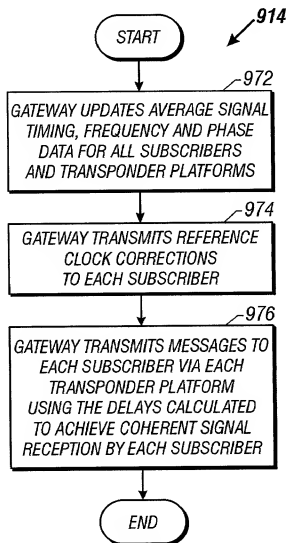 START
914
972
GATEWAY UPDATES AVERAGE SIGNAL
TIMING, FREQUENCY AND PHASE
DATA FOR ALL SUBSCRIBERS
AND TRANSPONDER PLATFORMS
974
GATEWAY TRANSMITS REFERENCE
CLOCK CORRECTIONS
TO EACH SUBSCRIBER
976
GATEWAY TRANSMITS MESSAGES TO
EACH SUBSCRIBER VIA EACH
TRANSPONDER PLATFORM
USING THE DELAYS CALCULATED
TO ACHIEVE COHERENT SIGNAL
RECEPTION BY EACH SUBSCRIBER
END